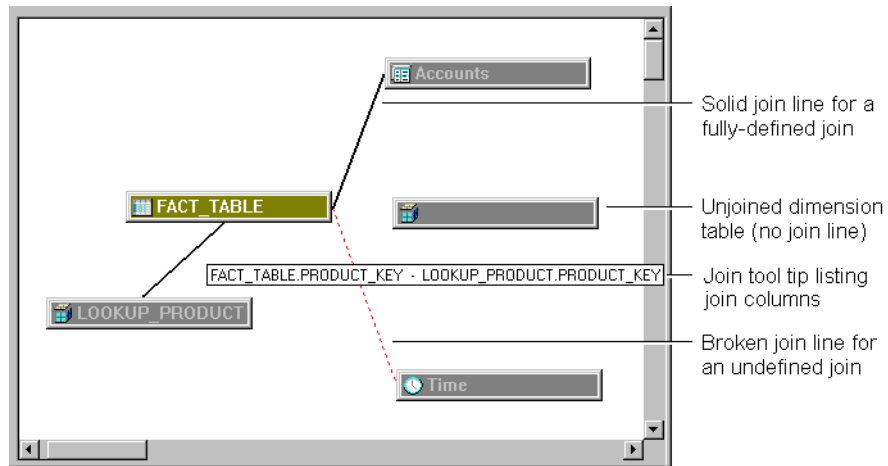 Accounts
Solid join line for a
fully-defined join
FACT_TABLE
Unjoined dimension
table (no join line)
FACT_TABLE.PRODUCT_KEY - LOOKUP_PRODUCT.PRODUCT_KEY
Join tool tip listing
join columns
LOOKUP_PRODUCT
Broken join line for
an undefined join
Time